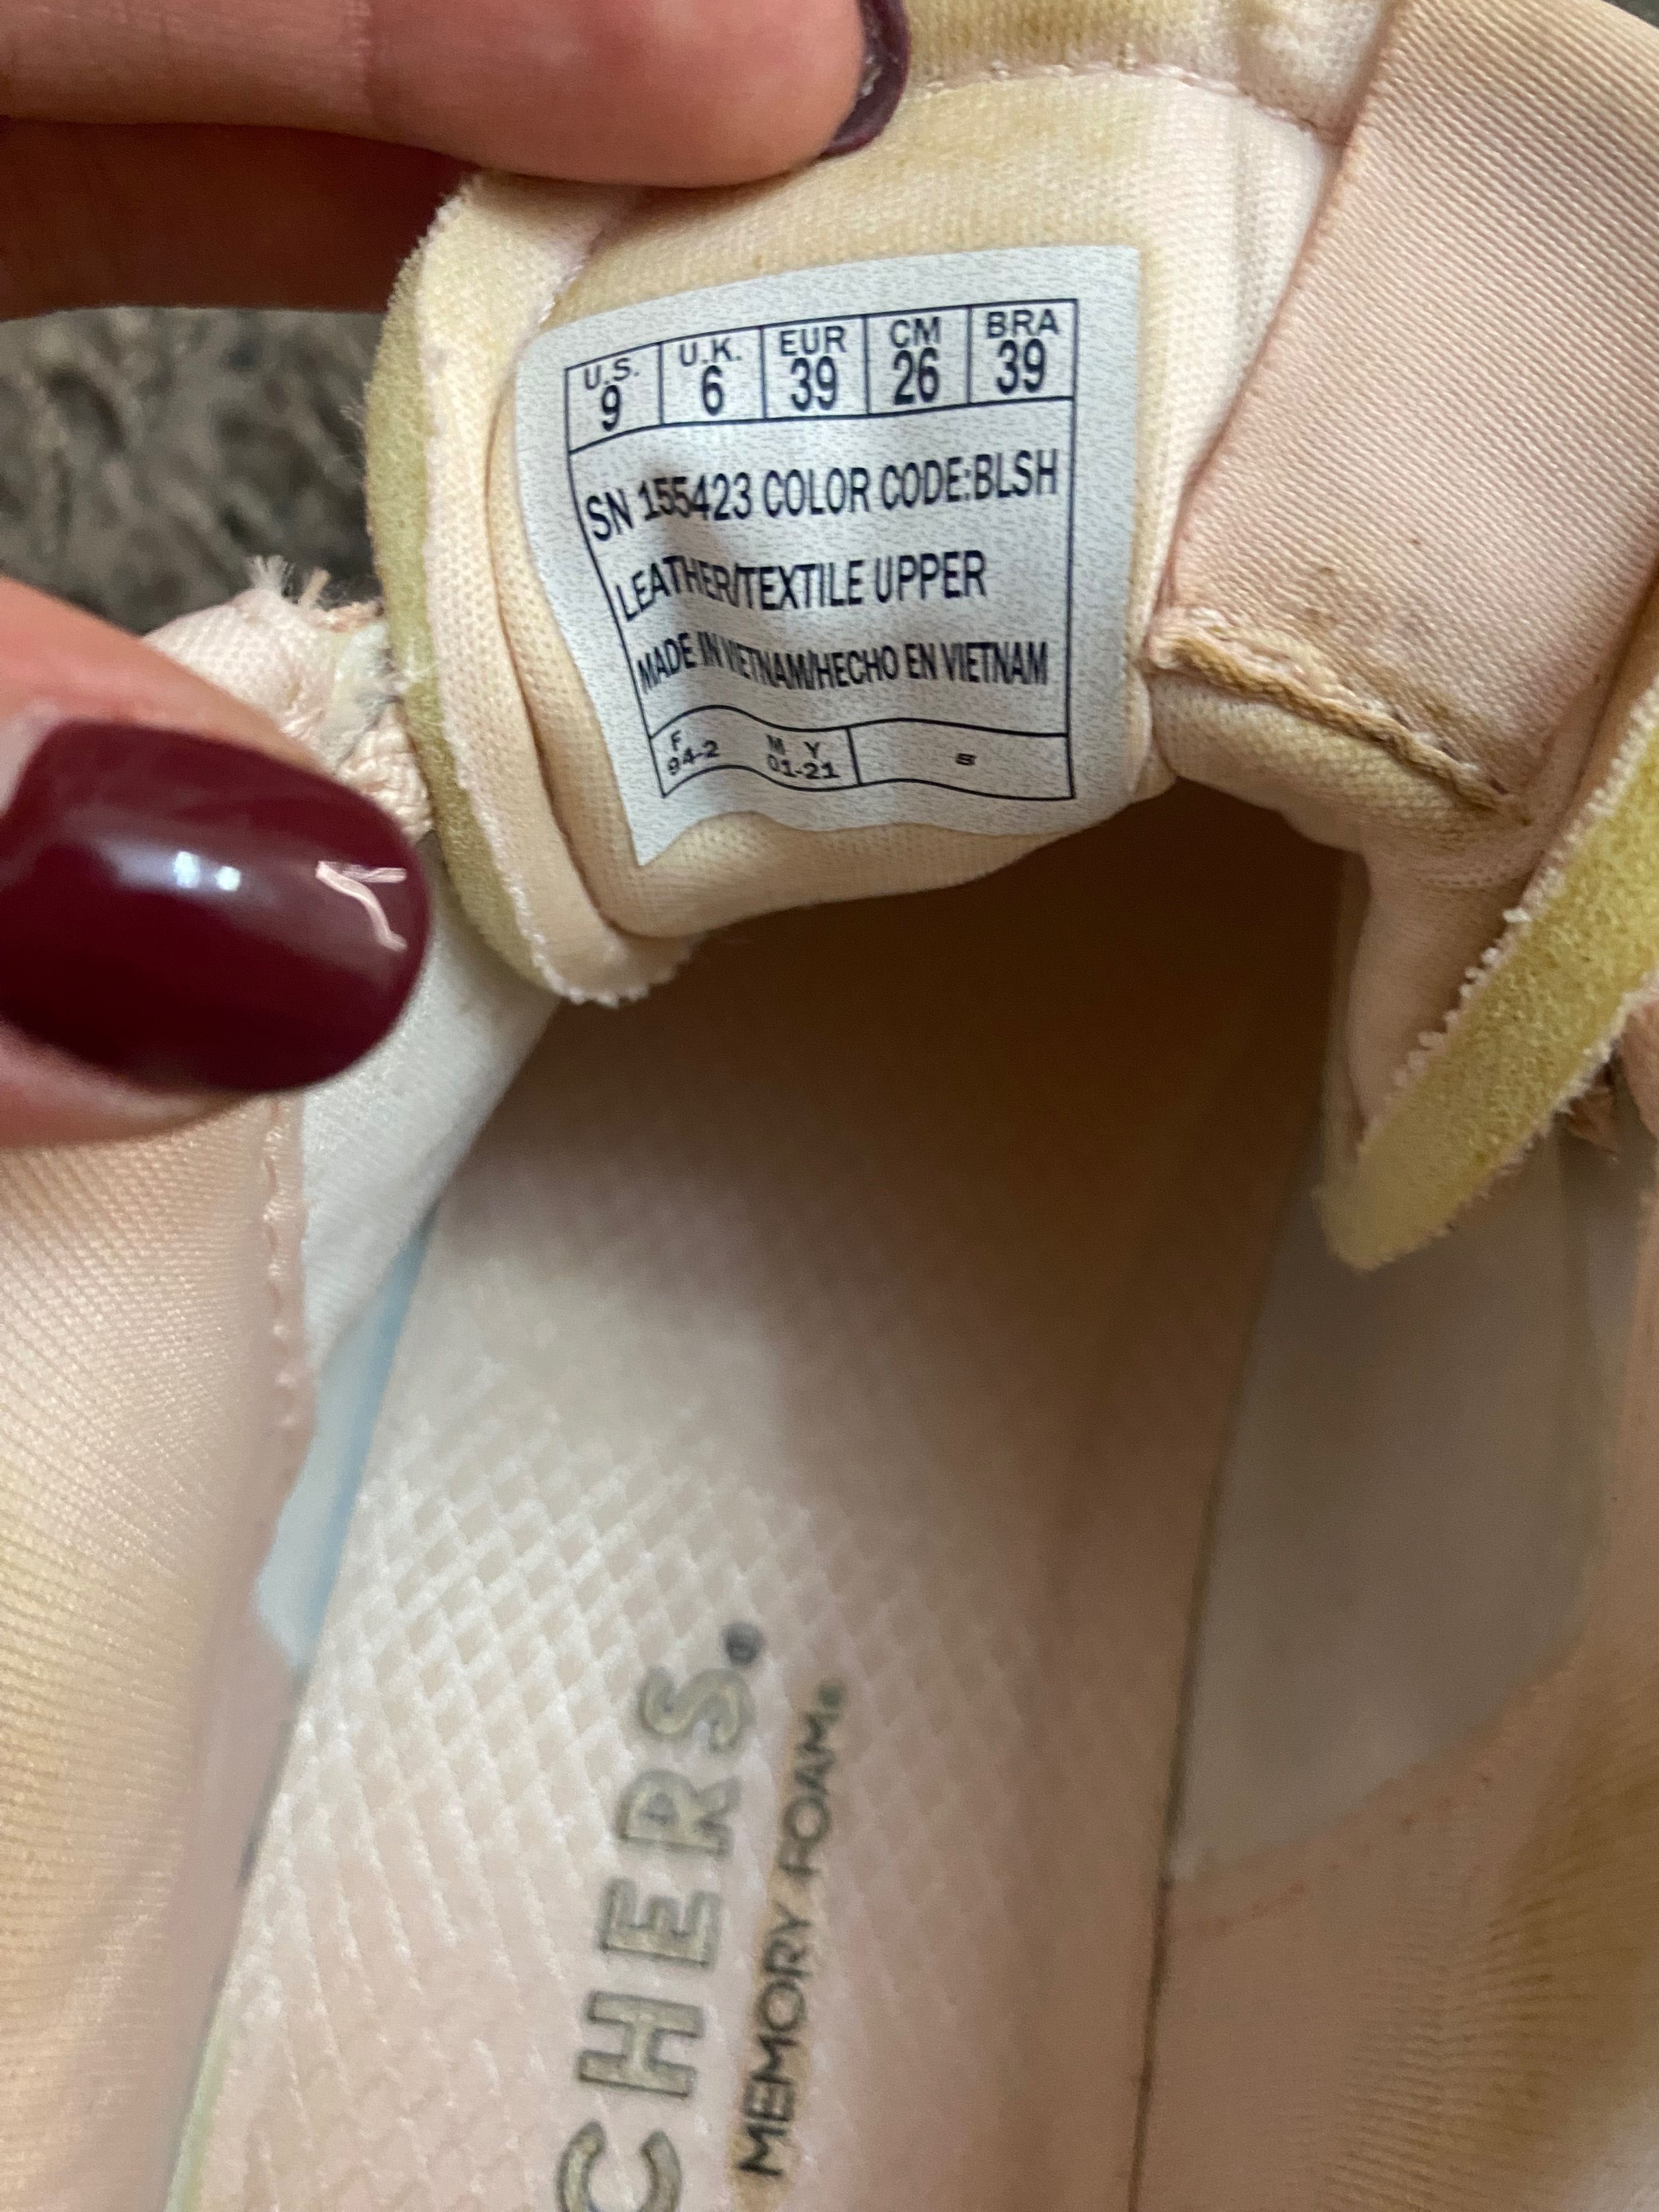 U.S. U.K. EUR CM BRA
9 6 39 26 39
SN 155423 COLOR CODE:BLSH
LEATHER/TEXTILE UPPER
MADE IN VIETNAM/HECHO EN VIETNAM
F M Y
94-2 01-21 S
CHERS®
MEMORY FOAM®